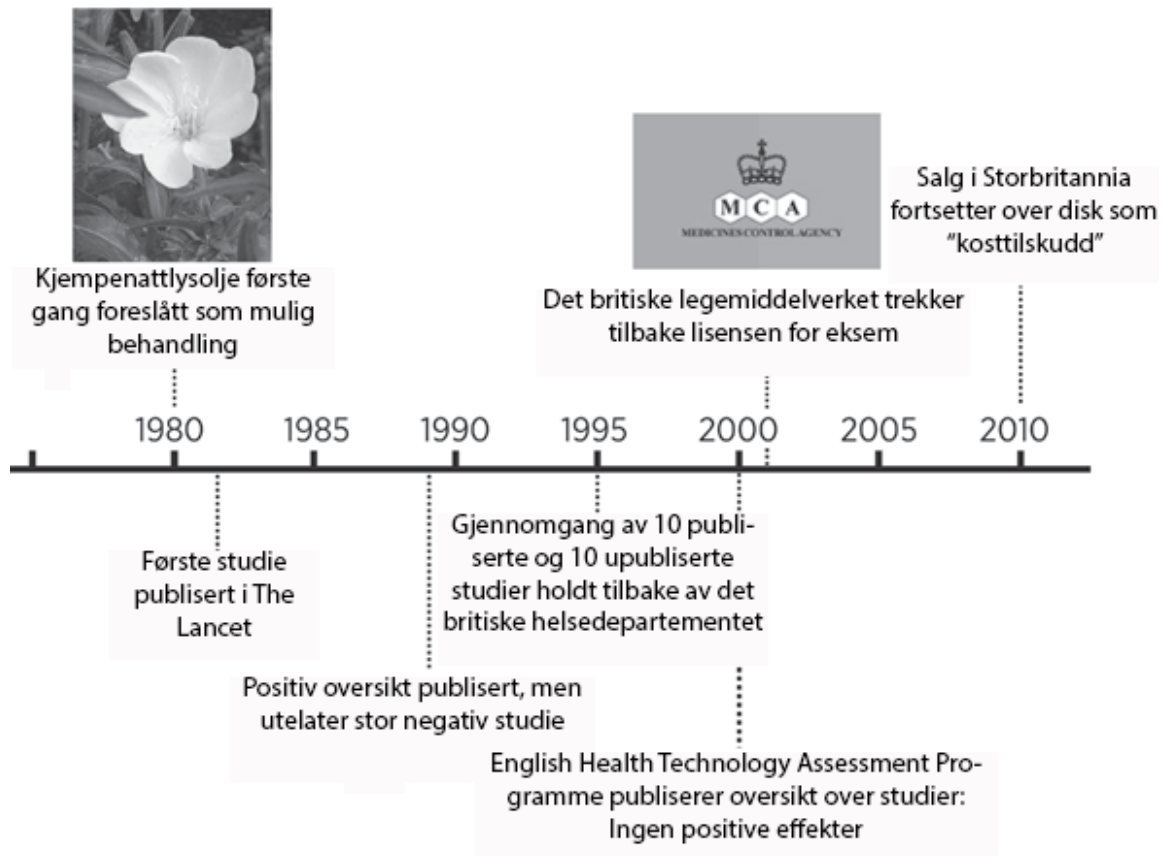 Kjempenattlysolje første
gang foreslått som mulig
behandling
M C A
MEDICINES CONTROL AGENCY
Det britiske legemiddelverket trekker
tilbake lisensen for eksem
Salg i Storbritannia
fortsetter over disk som
“kosttilskudd”
1980 1985 1990 1995 2000 2005 2010
Første studie
publisert i The
Lancet
Positiv oversikt publisert, men
utelater stor negativ studie
Gjennomgang av 10 publi-
serte og 10 upubliserte
studier holdt tilbake av det
britiske helsedepartementet
English Health Technology Assessment Pro-
gramme publiserer oversikt over studier:
Ingen positive effekter